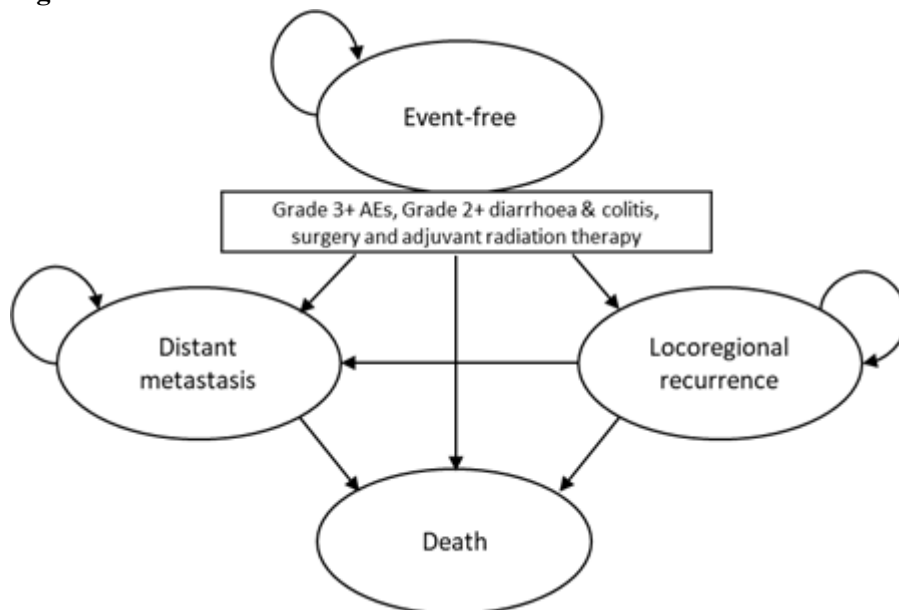 Event-free
Grade 3+ AEs, Grade 2+ diarrhoea & colitis,
surgery and adjuvant radiation therapy
Distant
metastasis
Locoregional
recurrence
Death